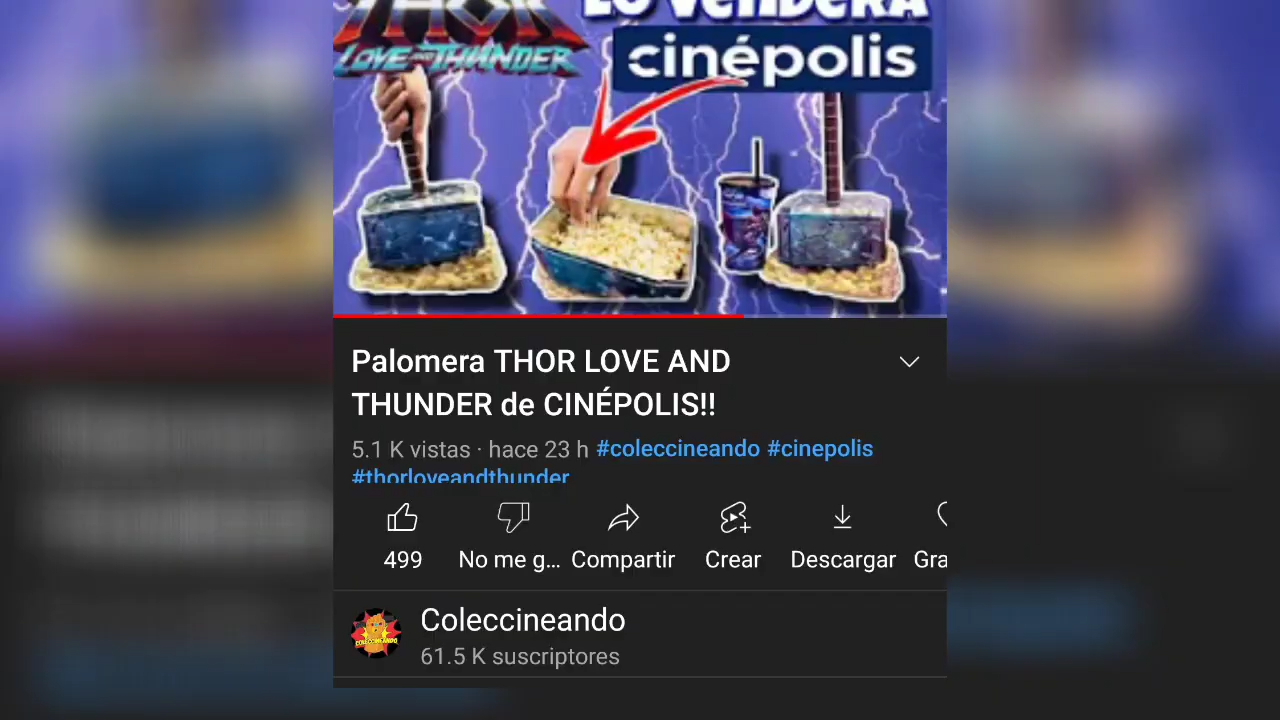 THOR
LOVE AND THUNDER
LO VENDERÁ
cinépolis
Palomera THOR LOVE AND
THUNDER de CINÉPOLIS!!
5.1 K vistas · hace 23 h #coleccineando #cinepolis
#thorloveandthunder
499
No me g...
Compartir
Crear
Descargar
Gra
COLECCINEANDO
Coleccineando
61.5 K suscriptores